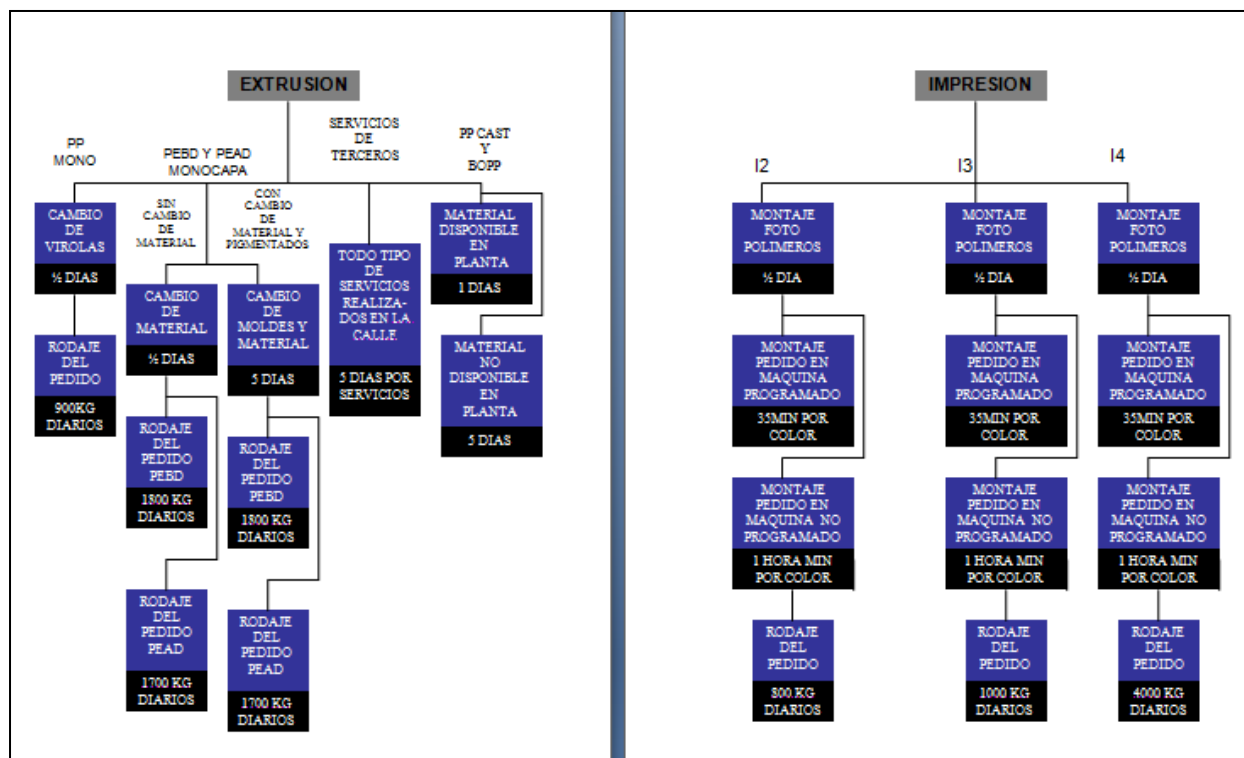 EXTRUSION
PP
MONO
PEBD Y PEAD
MONOCAPA
SERVICIOS
DE
TERCEROS
PP CAST
Y
BOPP
SIN
CAMBIO
DE
MATERIAL
CON
CAMBIO
DE
MATERIAL Y
PIGMENTADOS
CAMBIO
DE
VIROLAS
½ DIAS
RODAJE
DEL
PEDIDO
900KG
DIARIOS
CAMBIO
DE
MATERIAL
½ DIAS
RODAJE
DEL
PEDIDO
PEBD
1800 KG
DIARIOS
RODAJE
DEL
PEDIDO
PEAD
1700 KG
DIARIOS
CAMBIO
DE
MOLDES Y
MATERIAL
5 DIAS
RODAJE
DEL
PEDIDO
PEBD
1800 KG
DIARIOS
RODAJE
DEL
PEDIDO
PEAD
1700 KG
DIARIOS
TODO TIPO
DE
SERVICIOS
REALIZA-
DOS EN LA
CALLE
5 DIAS POR
SERVICIOS
MATERIAL
DISPONIBLE
EN
PLANTA
1 DIAS
MATERIAL
NO
DISPONIBLE
EN
PLANTA
5 DIAS
IMPRESION
I2
I3
I4
MONTAJE
FOTO
POLIMEROS
½ DIA
MONTAJE
PEDIDO EN
MAQUINA
PROGRAMADO
35MIN POR
COLOR
MONTAJE
PEDIDO EN
MAQUINA NO
PROGRAMADO
1 HORA MIN
POR COLOR
RODAJE
DEL
PEDIDO
800 KG
DIARIOS
MONTAJE
FOTO
POLIMEROS
½ DIA
MONTAJE
PEDIDO EN
MAQUINA
PROGRAMADO
35MIN POR
COLOR
MONTAJE
PEDIDO EN
MAQUINA NO
PROGRAMADO
1 HORA MIN
POR COLOR
RODAJE
DEL
PEDIDO
1000 KG
DIARIOS
MONTAJE
FOTO
POLIMEROS
½ DIA
MONTAJE
PEDIDO EN
MAQUINA
PROGRAMADO
35MIN POR
COLOR
MONTAJE
PEDIDO EN
MAQUINA NO
PROGRAMADO
1 HORA MIN
POR COLOR
RODAJE
DEL
PEDIDO
4000 KG
DIARIOS